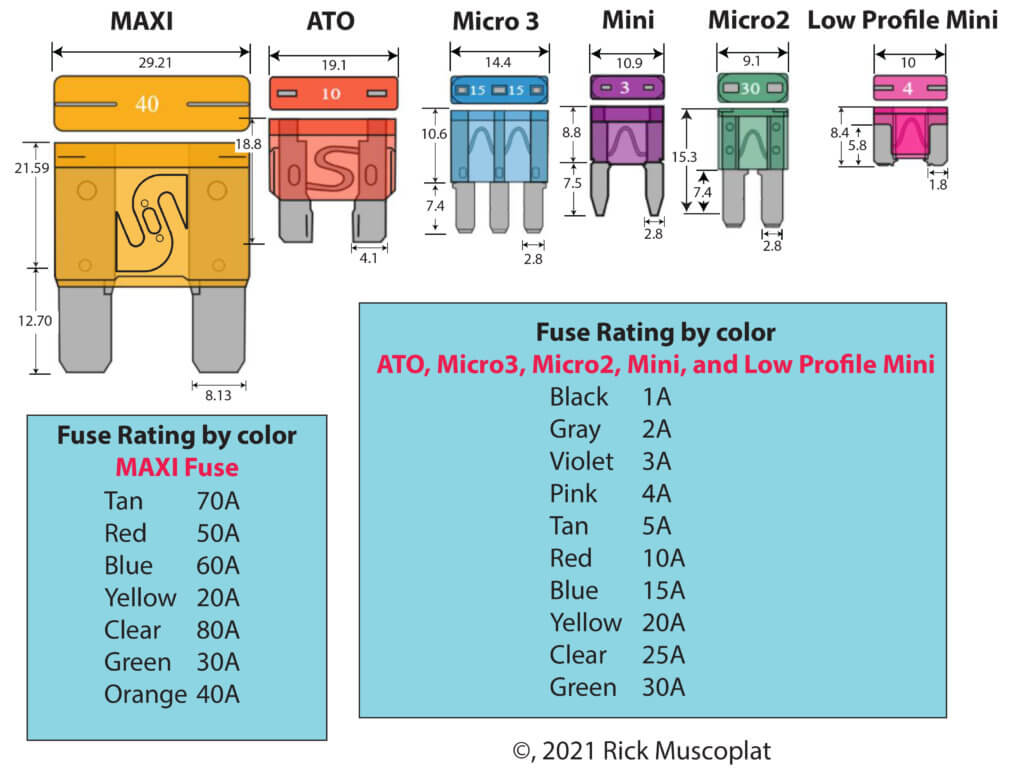 MAXI ATO Micro 3 Mini Micro2 Low Profile Mini
29.21 19.1 14.4 10.9 9.1 10
40 10 15 15 3 30 4
21.59 18.8 10.6 8.8 15.3 8.4 5.8
7.4 7.5 7.4 1.8
4.1 2.8 2.8 2.8
12.70
8.13
Fuse Rating by color
MAXI Fuse
Tan 70A
Red 50A
Blue 60A
Yellow 20A
Clear 80A
Green 30A
Orange 40A
Fuse Rating by color
ATO, Micro3, Micro2, Mini, and Low Profile Mini
Black 1A
Gray 2A
Violet 3A
Pink 4A
Tan 5A
Red 10A
Blue 15A
Yellow 20A
Clear 25A
Green 30A
©, 2021 Rick Muscoplat